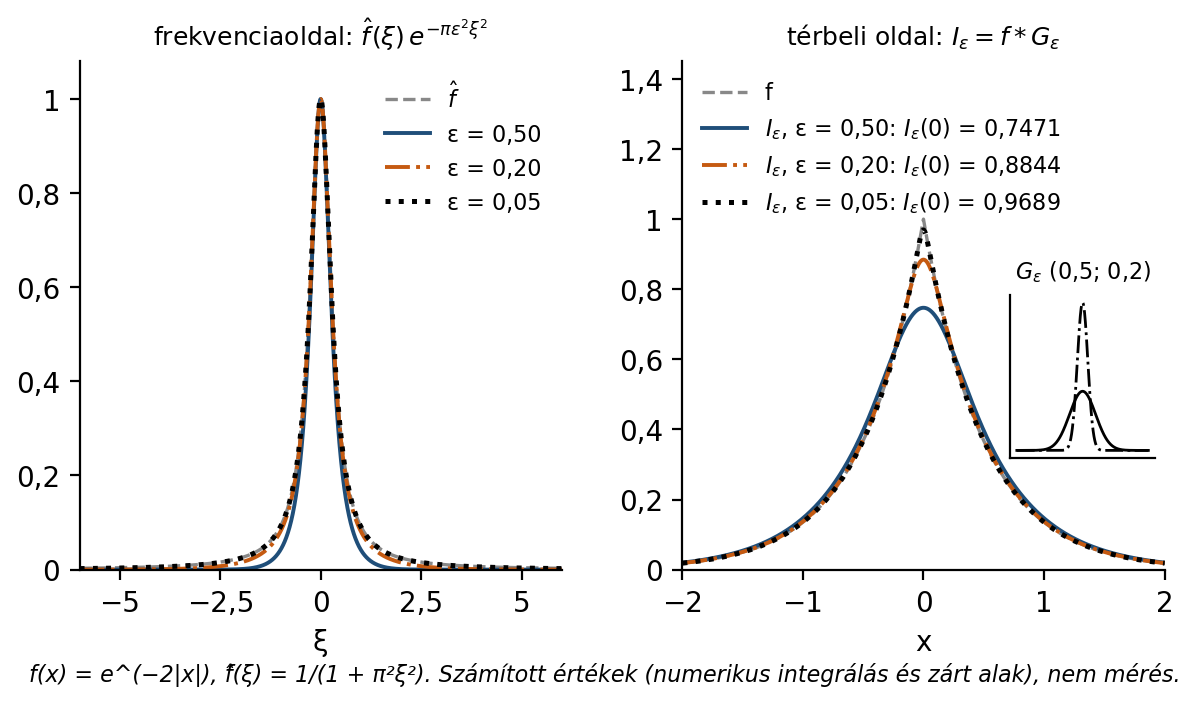 frekvenciaoldal: f̂(ξ) e^{−πε²ξ²}
1
0,8
0,6
0,4
0,2
0
−5
−2,5
0
2,5
5
ξ
f̂
ε = 0,50
ε = 0,20
ε = 0,05
térbeli oldal: I_ε = f * G_ε
1,4
1,2
1
0,8
0,6
0,4
0,2
0
−2
−1
0
1
2
x
f
I_ε, ε = 0,50: I_ε(0) = 0,7471
I_ε, ε = 0,20: I_ε(0) = 0,8844
I_ε, ε = 0,05: I_ε(0) = 0,9689
G_ε (0,5; 0,2)
f(x) = e^(−2|x|), f̂(ξ) = 1/(1 + π²ξ²). Számított értékek (numerikus integrálás és zárt alak), nem mérés.